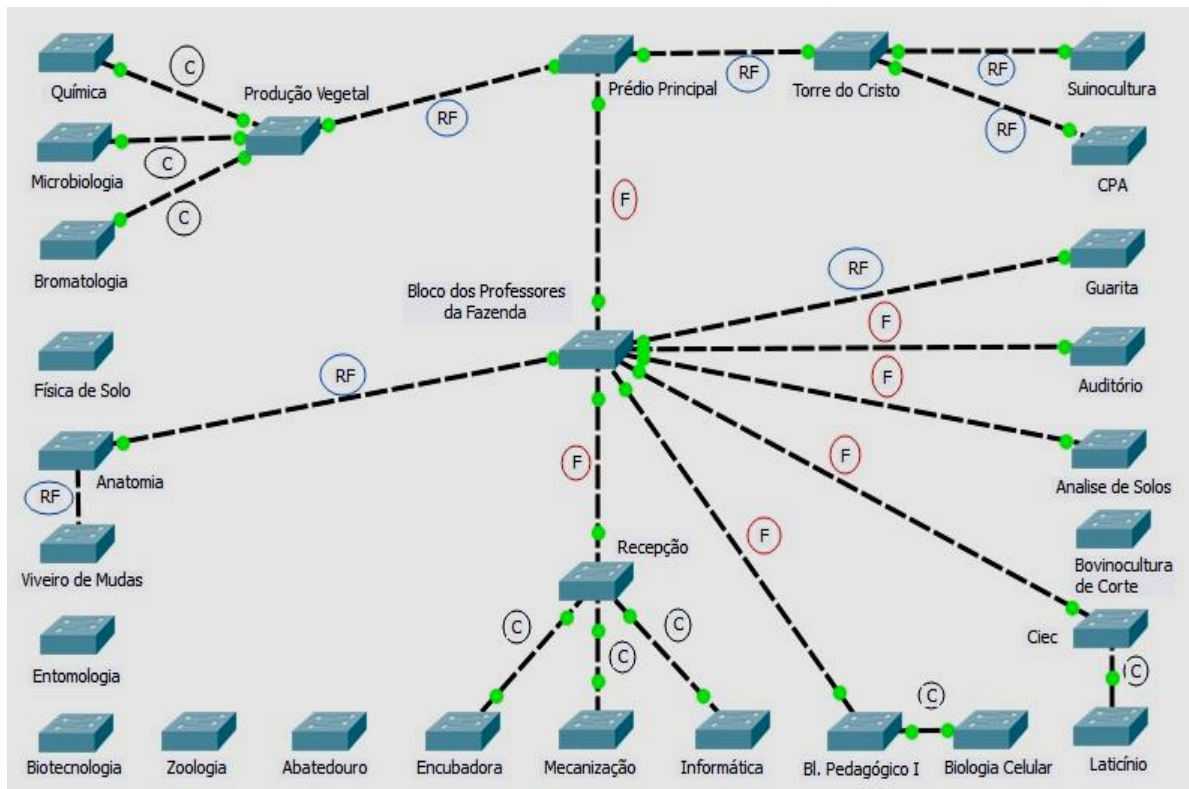 C
Química
Produção Vegetal
RF
Prédio Principal
RF
Torre do Cristo
RF
Suinocultura
RF
CPA
C
Microbiologia
C
Bromatologia
F
Bloco dos Professores
da Fazenda
RF
Guarita
F
Auditório
F
Analise de Solos
Física de Solo
RF
Anatomia
RF
Viveiro de Mudas
F
Recepção
F
F
Bovinocultura
de Corte
Ciec
C
Laticínio
Entomologia
C
C
C
Biotecnologia
Zoologia
Abatedouro
Encubadora
Mecanização
Informática
Bl. Pedagógico I
C
Biologia Celular